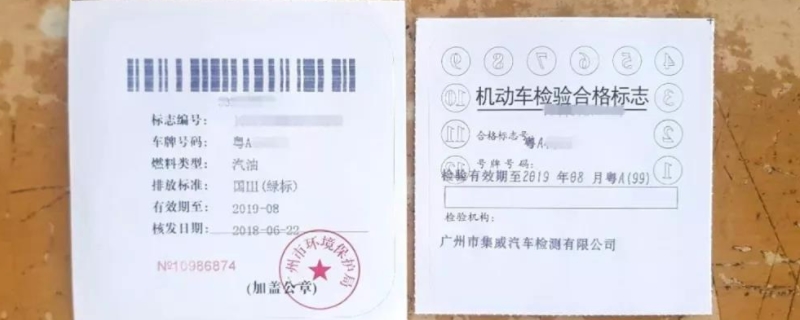 标志编号:
车牌号码: 粤A
燃料类型: 汽油
排放标准: 国III(绿标)
有效期至: 2019-08
核发日期: 2018-06-22
№10986874
广州市环境保护局
(加盖公章)
9 8 7 6 5 4
10 机动车检验合格标志 3
11 合格标志号 粤A 2
号牌号码: 1
检验有效期至2019 年08 月粤A(99)
检验机构:
广州市集威汽车检测有限公司